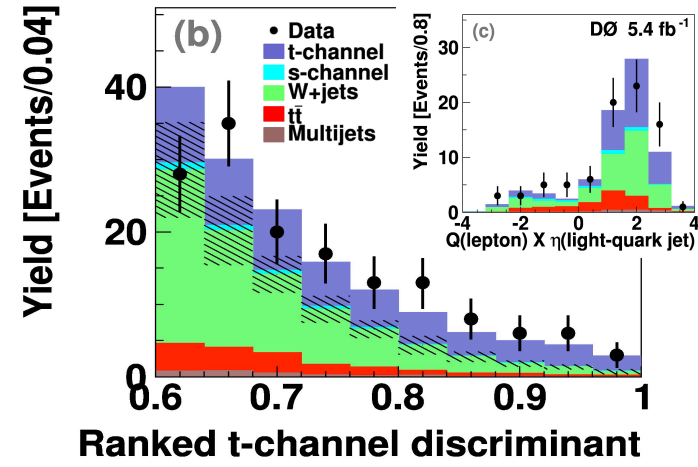 (b)
Data
t-channel
s-channel
W+jets
tt̄
Multijets
Yield [Events/0.04]
40
20
0
0.6 0.7 0.8 0.9 1
Ranked t-channel discriminant
(c)
DØ 5.4 fb⁻¹
Yield [Events/0.8]
30
20
10
0
-4 -2 0 2 4
Q(lepton) X η(light-quark jet)